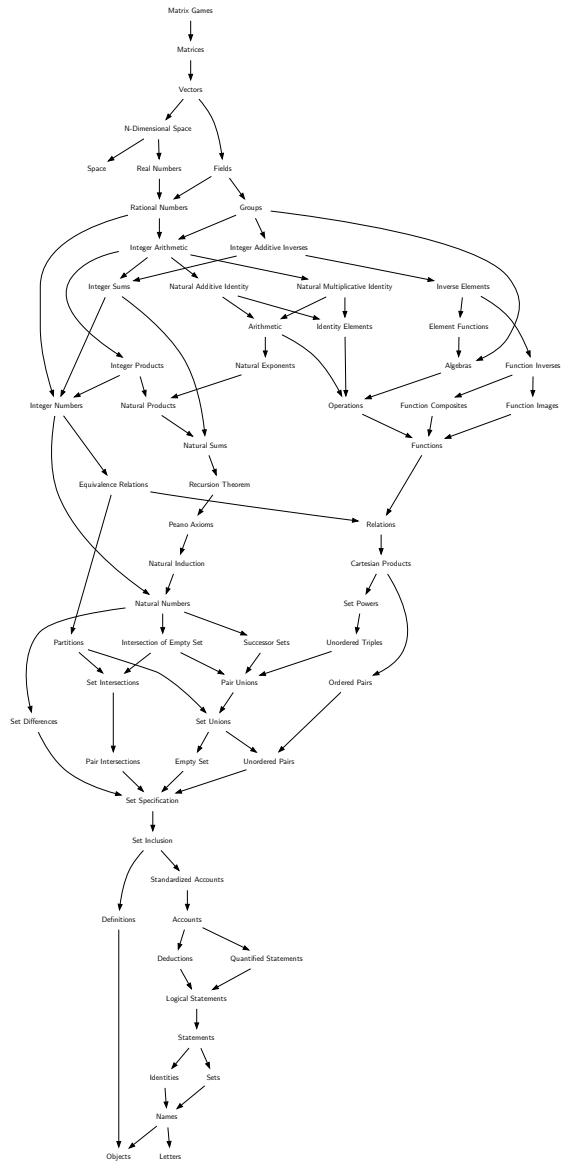 Matrix Games
Matrices
Vectors
N-Dimensional Space
Space
Real Numbers
Fields
Rational Numbers
Groups
Integer Arithmetic
Integer Additive Inverses
Integer Sums
Natural Additive Identity
Natural Multiplicative Identity
Inverse Elements
Arithmetic
Identity Elements
Element Functions
Integer Products
Natural Exponents
Algebras
Function Inverses
Integer Numbers
Natural Products
Operations
Function Composites
Function Images
Natural Sums
Functions
Equivalence Relations
Recursion Theorem
Peano Axioms
Relations
Natural Induction
Cartesian Products
Natural Numbers
Set Powers
Partitions
Intersection of Empty Set
Successor Sets
Unordered Triples
Set Intersections
Pair Unions
Ordered Pairs
Set Differences
Set Unions
Pair Intersections
Empty Set
Unordered Pairs
Set Specification
Set Inclusion
Standardized Accounts
Definitions
Accounts
Deductions
Quantified Statements
Logical Statements
Statements
Identities
Sets
Names
Objects
Letters